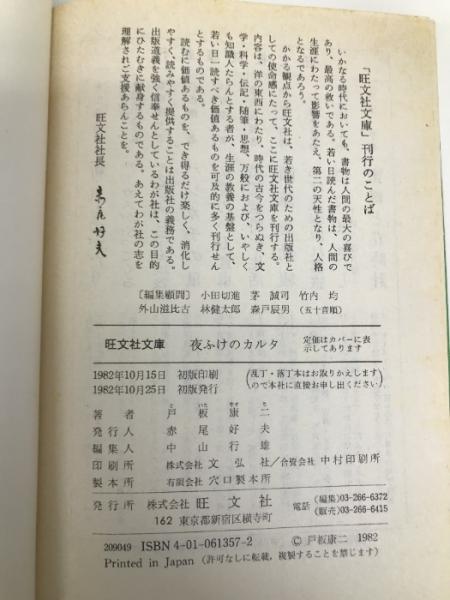 「旺文社文庫」刊行のことば
いかなる時代においても、書物は人間の最大の喜びで
あり、最高の救いである。若い日読んだ書物は、人間の
生涯にわたって影響をあたえ、第二の天性となり、人格
となるであろう。
かかる観点から旺文社は、若き世代のための出版社と
しての使命感にたって、ここに旺文社文庫を刊行する。
内容は、洋の東西にわたり、時代の古今をつらぬき、文
学・科学・伝記・随筆・思想、万般におよび、いやしく
も知識人たらんとする者が、生涯の教養の基盤として、
若い日一読すべき価値あるものを可及的に多く刊行せん
とするものである。
読むに価値あるものを、できるだけ楽しく、消化し
やすく、読みやすく提供することは出版社の義務である。
出版道義を強く信奉せんとしているわが社は、この目的
にひたむきに献身するものである。あえてわが社の志を
理解されご支援あらんことを。
旺文社社長 赤尾好夫
〔編集顧問〕 小田切進 茅 誠司 竹内 均
外山滋比古 林健太郎 森戸辰男 (五十音順)
旺文社文庫 夜ふけのカルタ 定価はカバーに表示してあります
1982年10月15日 初版印刷
1982年10月25日 初版発行
(乱丁・落丁本はお取りかえします
ので本社に直接お申し出ください)
著者 戸板康二
といたやすじ
発行人 赤尾好夫
編集人 中山行雄
印刷所 株式会社 文弘社/合資会社 中村印刷所
製本所 有限会社 穴口製本所
発行所 株式会社 旺文社
162 東京都新宿区横寺町
電話 (編集)03-266-6372
(販売)03-266-6415
209049 ISBN 4-01-061357-2 © 戸板康二 1982
Printed in Japan (許可なしに転載,複製することを禁じます)